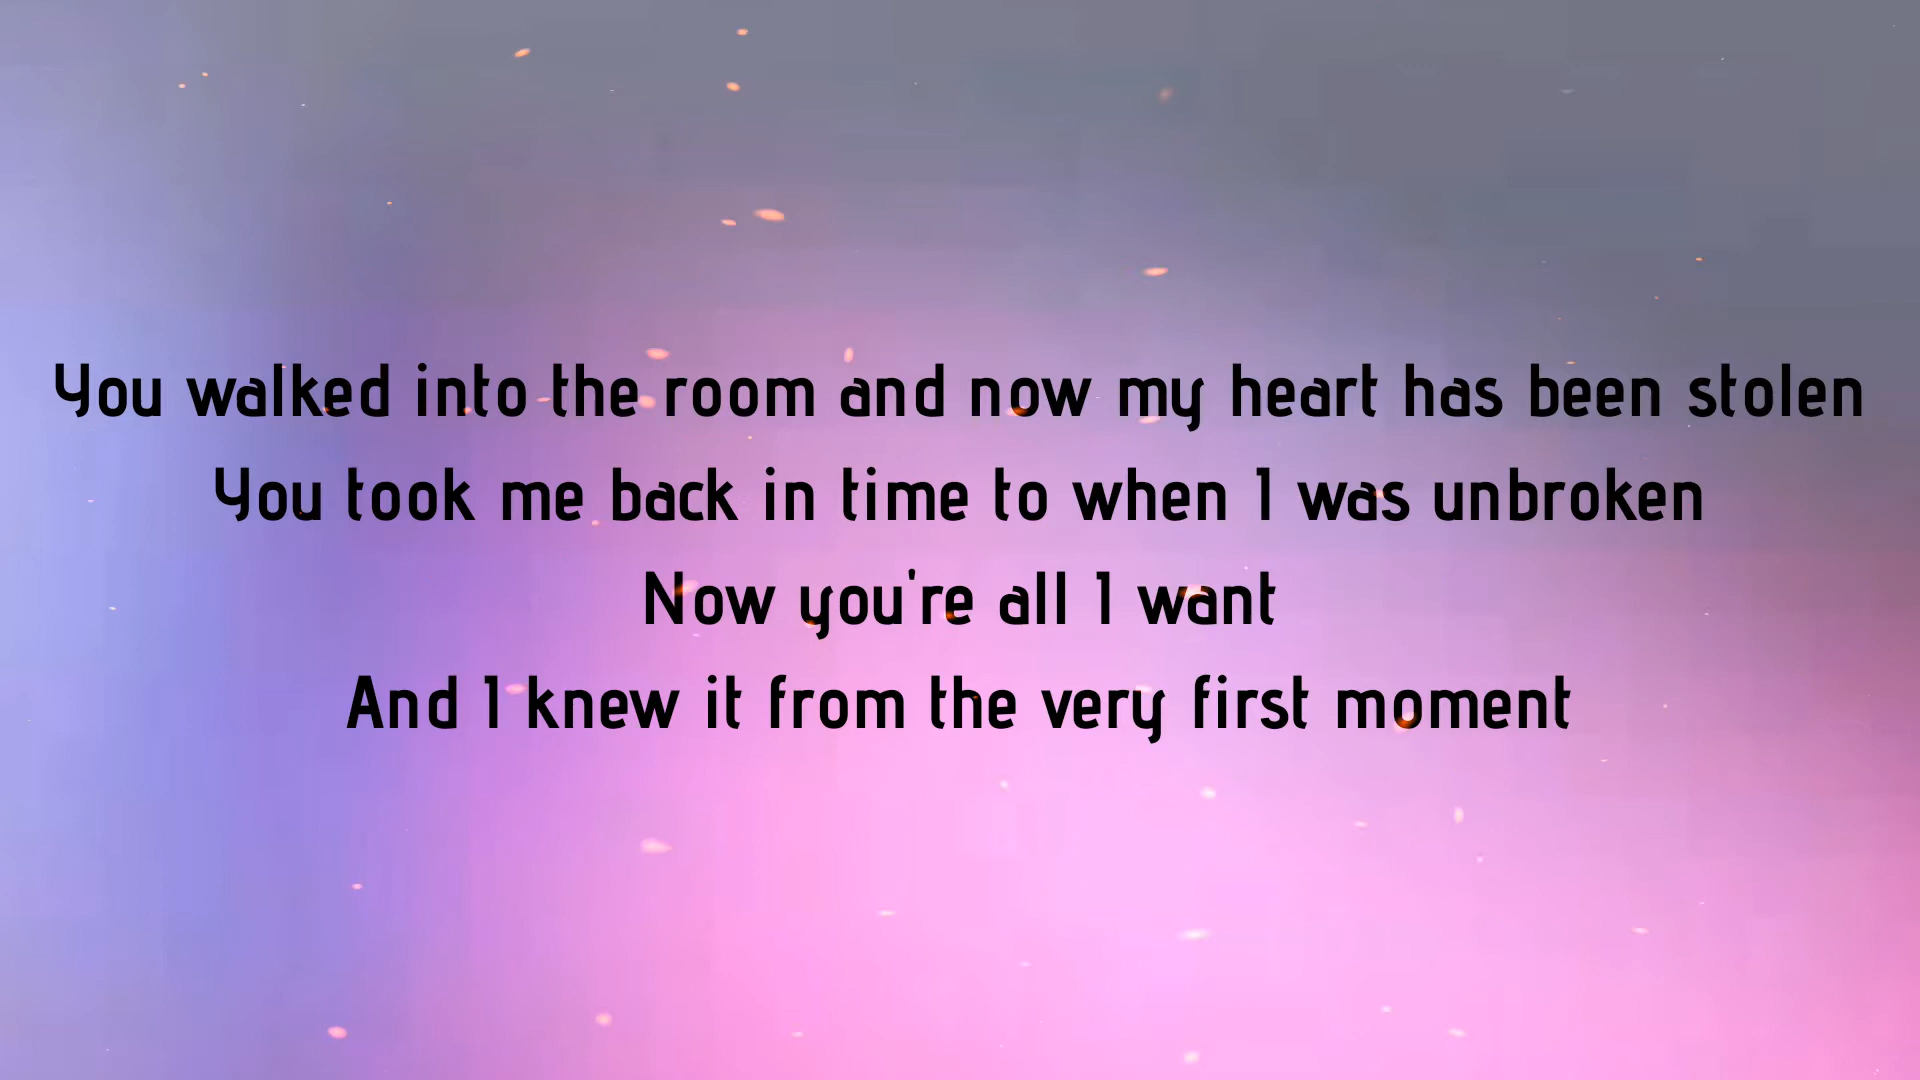 You walked into the room and now my heart has been stolen
You took me back in time to when I was unbroken
Now you're all I want
And I knew it from the very first moment